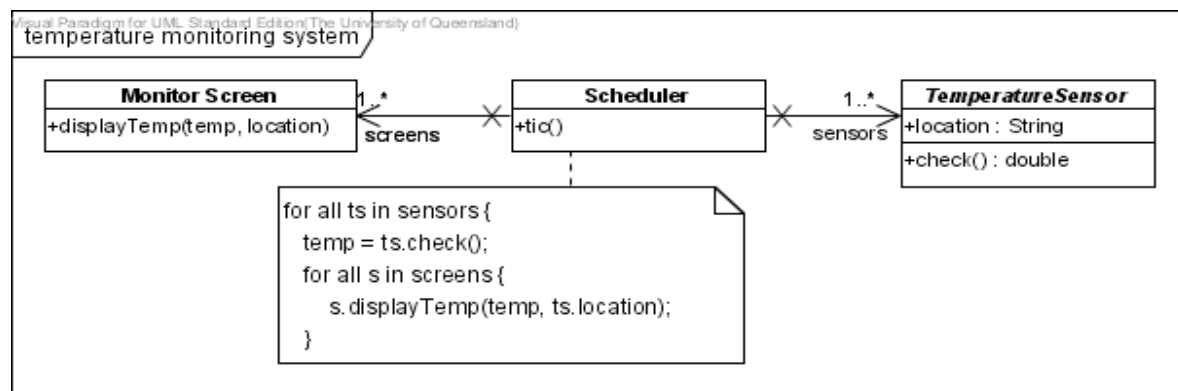 Visual Paradigm for UML Standard Edition(The University of Queensland)
temperature monitoring system
Monitor Screen
+displayTemp(temp, location)
1..*
screens
Scheduler
+tic()
1..*
sensors
TemperatureSensor
+location : String
+check() : double
for all ts in sensors {
temp = ts.check();
for all s in screens {
s.displayTemp(temp, ts.location);
}